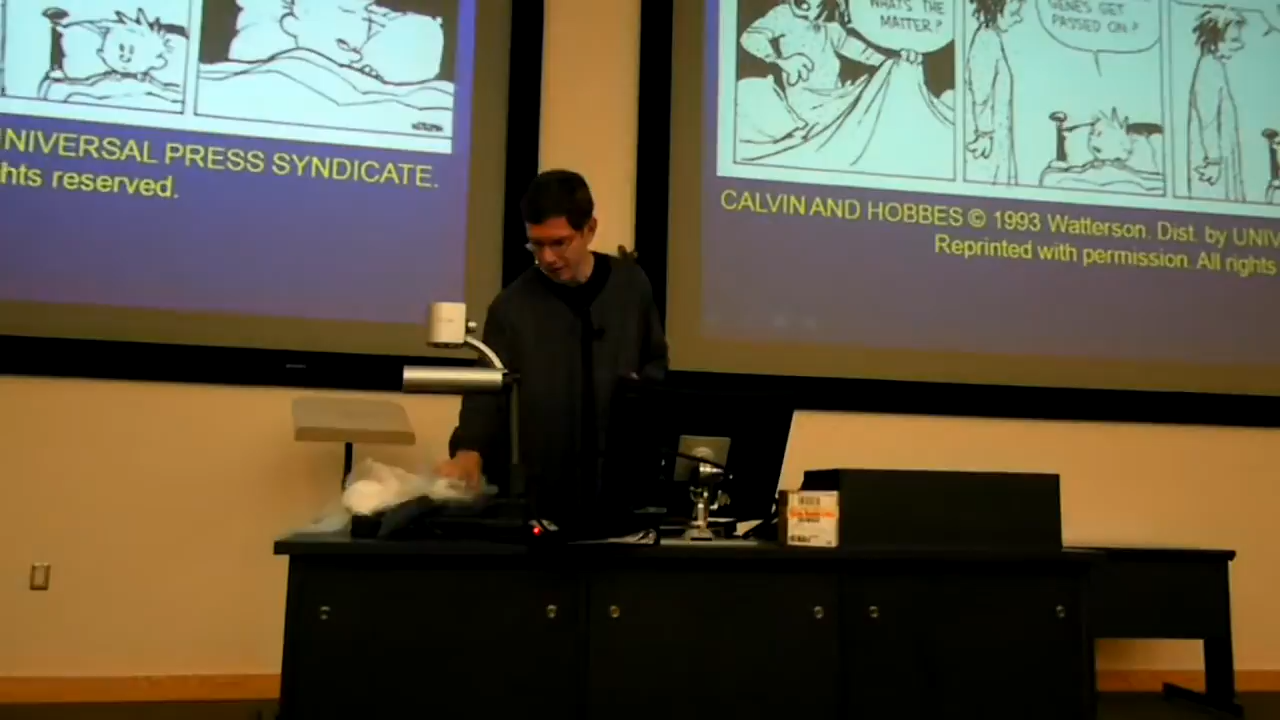 NIVERSAL PRESS SYNDICATE.
hts reserved.
WHAT'S THE
MATTER?
GENES GET
PASSED ON?
CALVIN AND HOBBES © 1993 Watterson. Dist. by UNIV
Reprinted with permission. All rights